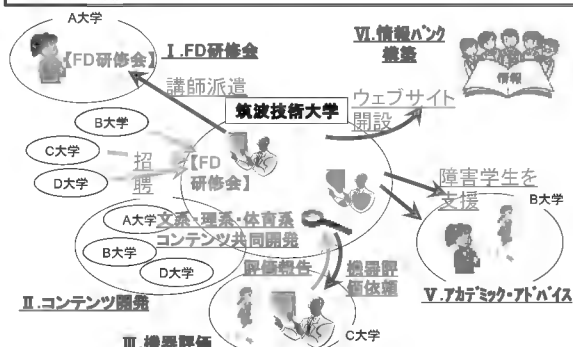 A大学
【FD研修会】
Ⅰ.FD研修会
講師派遣
Ⅵ.情報バンク
構築
情報
筑波技術大学
ウェブサイト
開設
B大学
C大学
D大学
招
聘
【FD
研修会】
障害学生を
支援
B大学
A大学
B大学
D大学
文系・理系・体育系
コンテンツ共同開発
評価報告
機器評
価依頼
Ⅱ.コンテンツ開発
Ⅴ.アカデミック・アドバイス
Ⅲ.機器評価
C大学